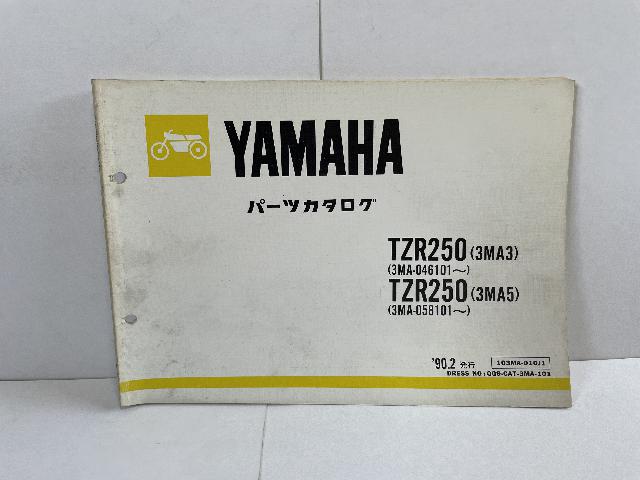 YAMAHA
パーツカタログ
TZR250 (3MA3)
(3MA-046101〜)
TZR250 (3MA5)
(3MA-058101〜)
'90.2 発行 103MA-010J1
DRESS NO:Q09-CAT-3MA-103